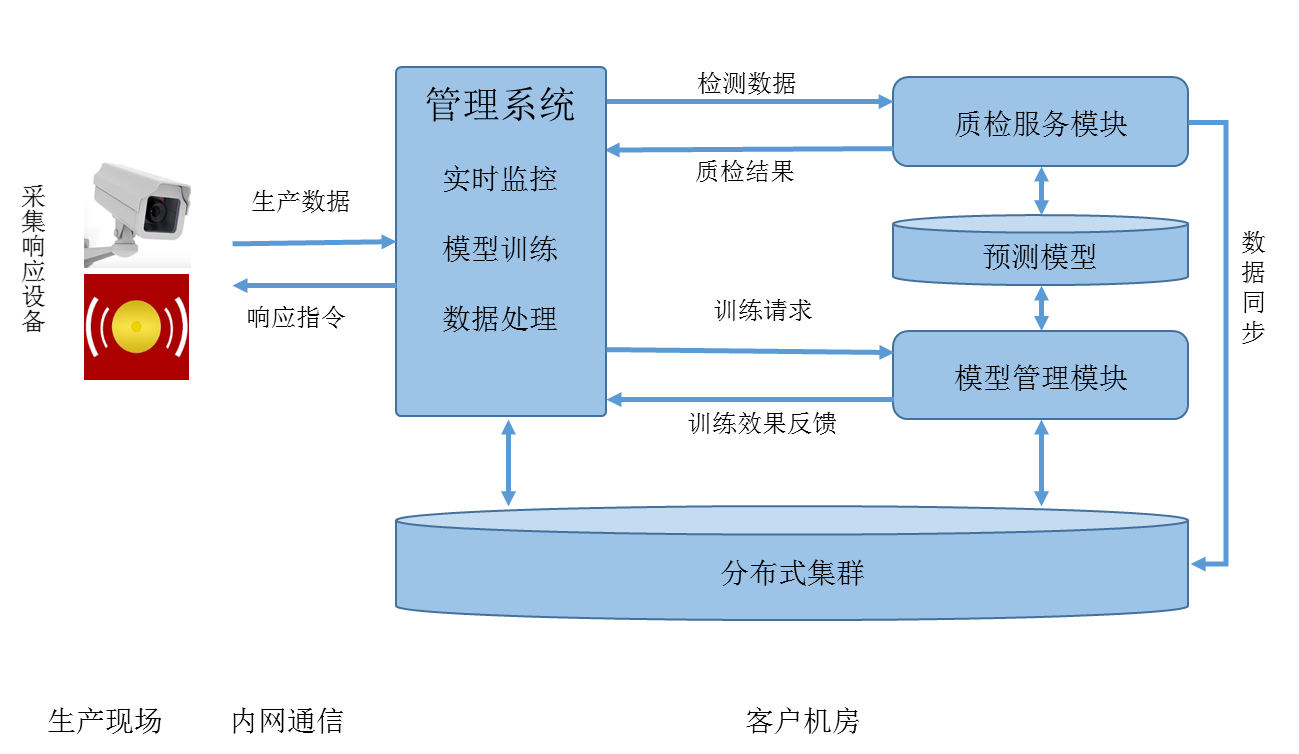 采集响应设备
生产数据
响应指令
管理系统
实时监控
模型训练
数据处理
检测数据
质检结果
训练请求
训练效果反馈
质检服务模块
预测模型
模型管理模块
数据同步
分布式集群
生产现场
内网通信
客户机房